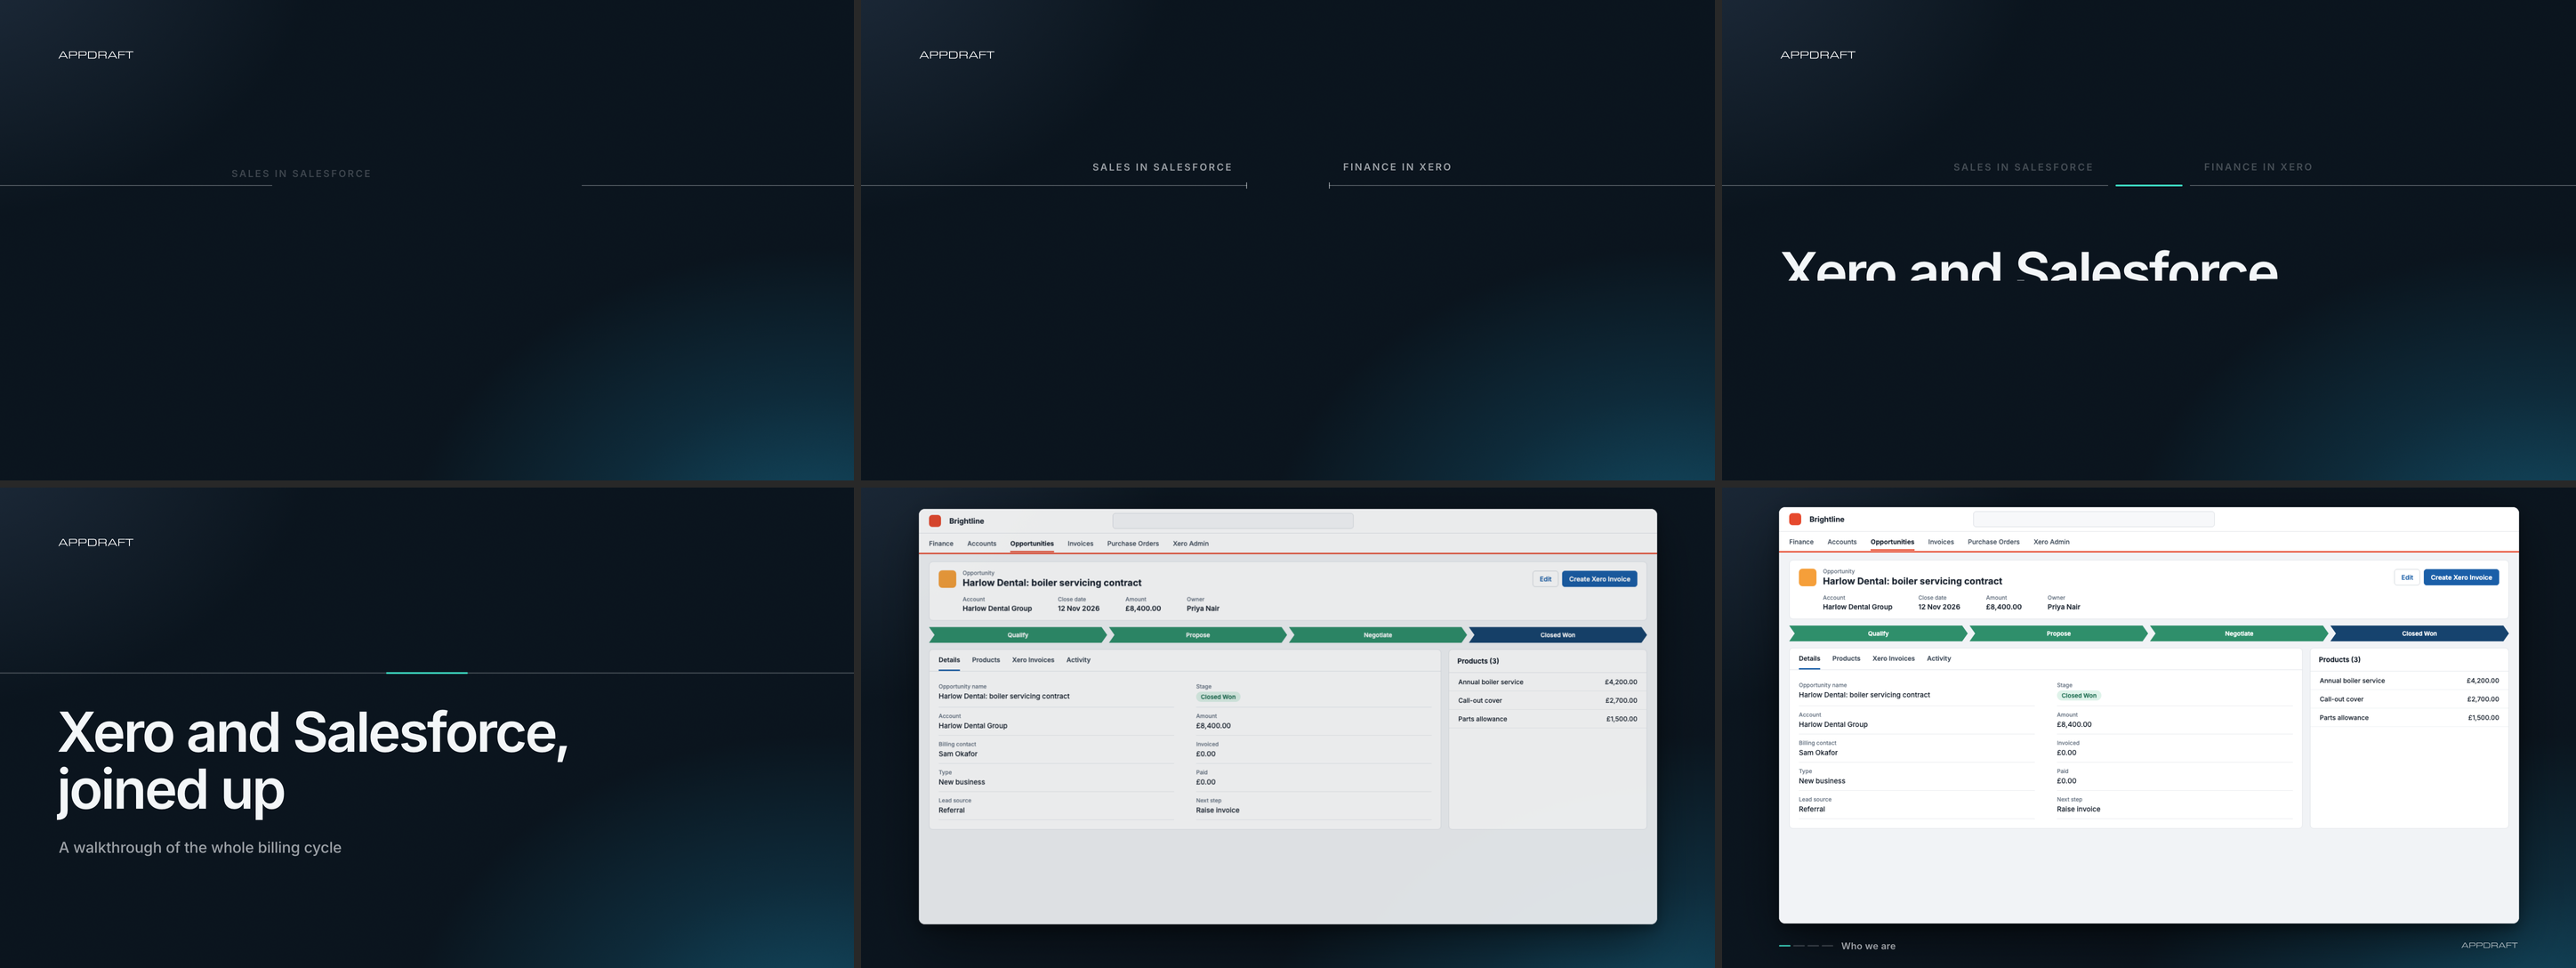 APPDRAFT
SALES IN SALESFORCE
APPDRAFT
SALES IN SALESFORCE
FINANCE IN XERO
APPDRAFT
SALES IN SALESFORCE
FINANCE IN XERO
Xero and Salesforce
APPDRAFT
Xero and Salesforce,
joined up
A walkthrough of the whole billing cycle
Brightline
Finance Accounts Opportunities Invoices Purchase Orders Xero Admin
Opportunity
Harlow Dental: boiler servicing contract
Edit Create Xero Invoice
Account Close date Amount Owner
Harlow Dental Group 12 Nov 2026 £8,400.00 Priya Nair
Qualify Propose Negotiate Closed Won
Details Products Xero Invoices Activity
Opportunity name Stage
Harlow Dental: boiler servicing contract Closed Won
Account Amount
Harlow Dental Group £8,400.00
Billing contact Invoiced
Sam Okafor £0.00
Type Paid
New business £0.00
Lead source Next step
Referral Raise invoice
Products (3)
Annual boiler service £4,200.00
Call-out cover £2,700.00
Parts allowance £1,500.00
Brightline
Finance Accounts Opportunities Invoices Purchase Orders Xero Admin
Opportunity
Harlow Dental: boiler servicing contract
Edit Create Xero Invoice
Account Close date Amount Owner
Harlow Dental Group 12 Nov 2026 £8,400.00 Priya Nair
Qualify Propose Negotiate Closed Won
Details Products Xero Invoices Activity
Opportunity name Stage
Harlow Dental: boiler servicing contract Closed Won
Account Amount
Harlow Dental Group £8,400.00
Billing contact Invoiced
Sam Okafor £0.00
Type Paid
New business £0.00
Lead source Next step
Referral Raise invoice
Products (3)
Annual boiler service £4,200.00
Call-out cover £2,700.00
Parts allowance £1,500.00
Who we are
APPDRAFT